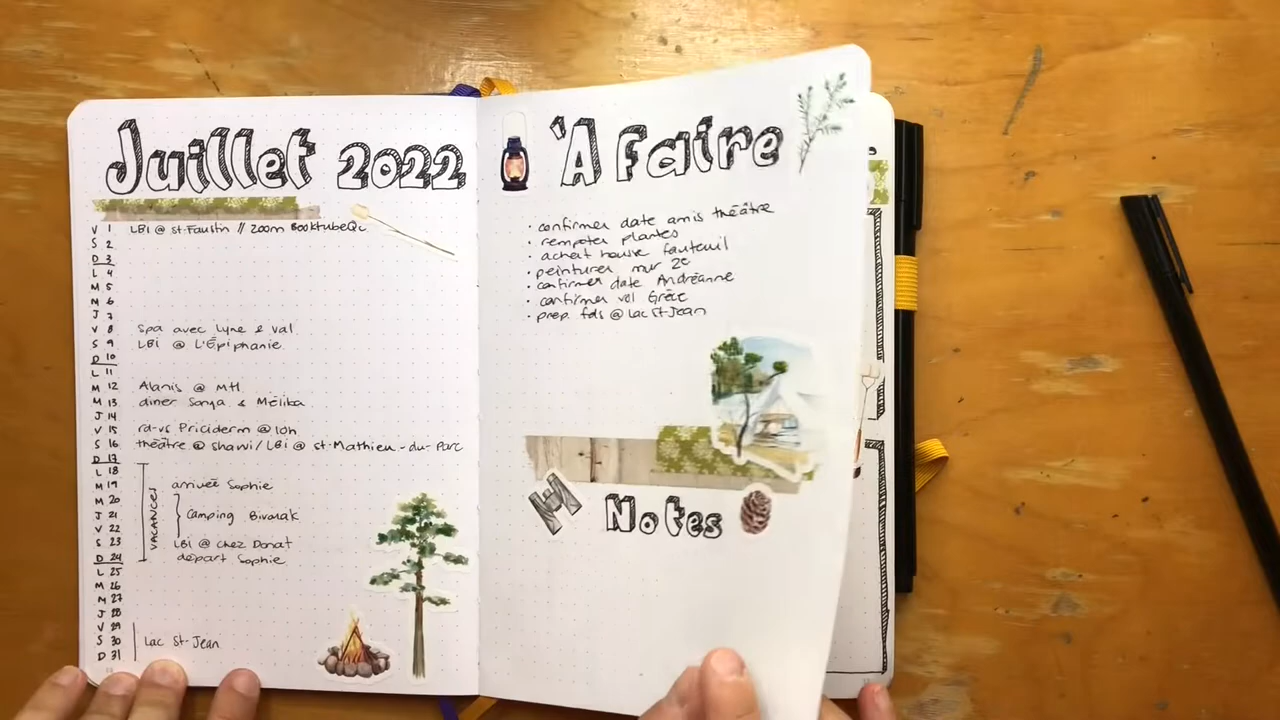 Juillet 2022
V 1 LBi @ st-Faustin // zoom BooktubeQc
S 2
D 3
L 4
M 5
M 6
J 7
V 8 Spa avec Lyne & Val
S 9 LBi @ L'Épiphanie
D 10
L 11
M 12 Alanis @ Mtl
M 13 dîner Sonya & Mélika
J 14
V 15 rd-vs Priciderm @ 10h
S 16 théâtre @ shawi / LBi @ st-Mathieu-du-Parc
D 17
L 18
M 19 arrivée Sophie
M 20
J 21 Camping Bivouak
V 22
S 23 LBi @ chez Donat
D 24 départ Sophie
VACANCES
L 25
M 26
M 27
J 28
V 29
S 30 Lac St-Jean
D 31
À Faire
• confirmer date amis théâtre
• rempoter plantes
• achat housse fauteuil
• peinturer mur 2e
• confirmer date Andréanne
• confirmer vol Grèce
• prep. fds @ Lac St-Jean
Notes